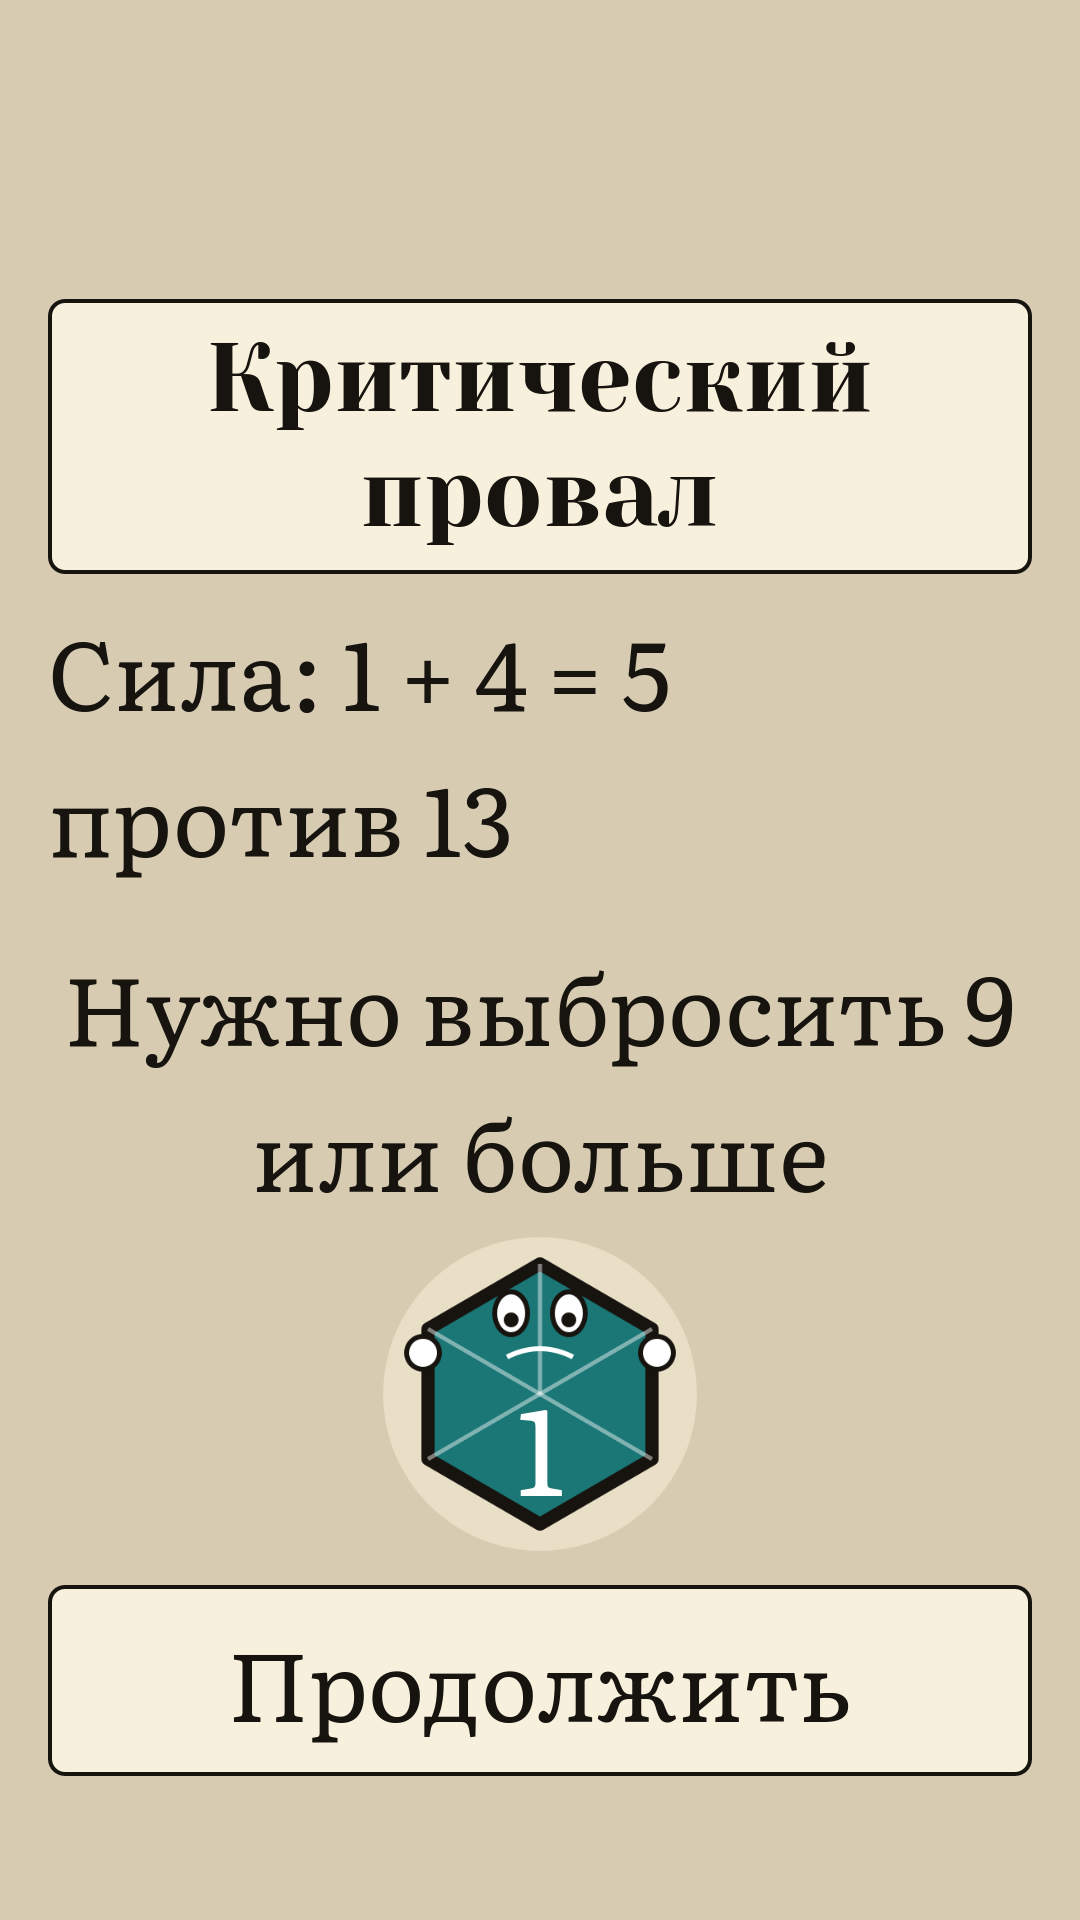 Критический
провал
Сила: 1 + 4 = 5
против 13
Нужно выбросить 9
или больше
1
Продолжить